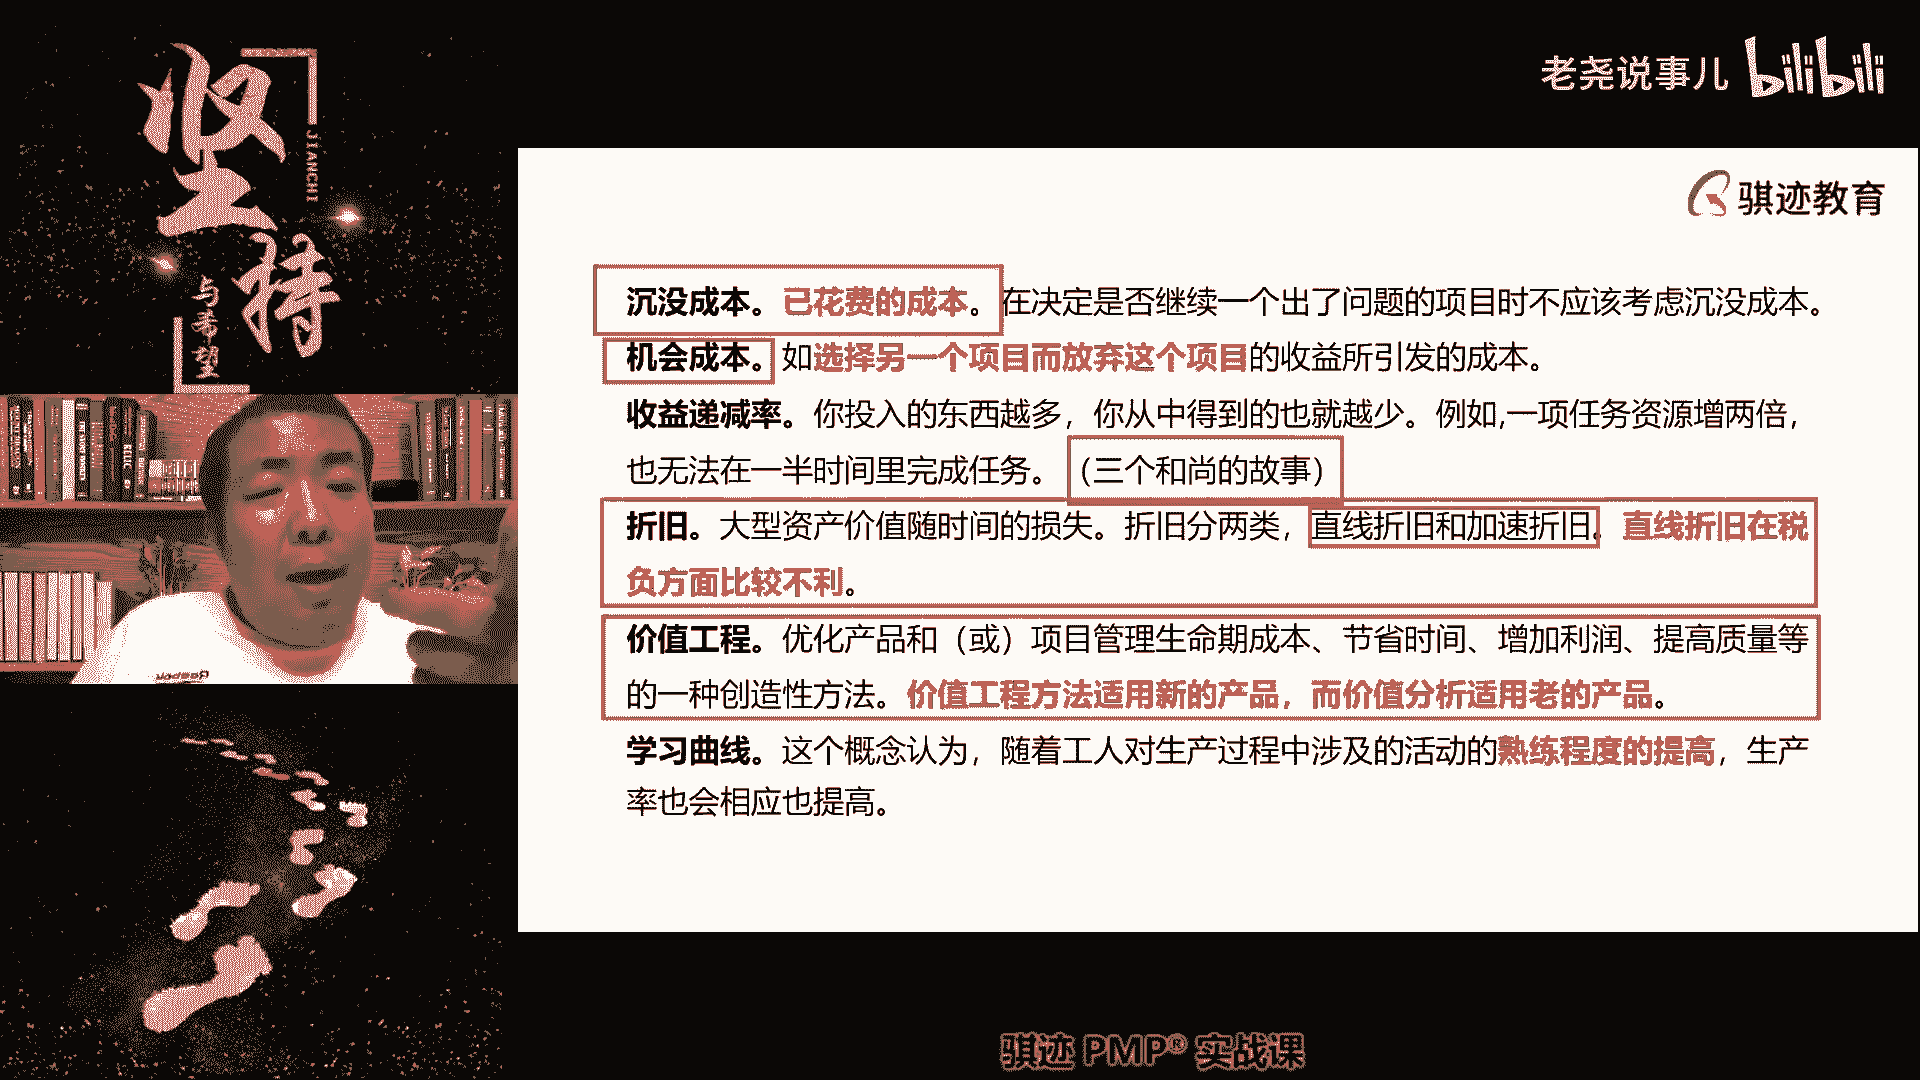 坚持
JIANCHI
与希望
老尧说事儿 bilibili
骐迹教育
沉没成本。已花费的成本。在决定是否继续一个出了问题的项目时不应该考虑沉没成本。
机会成本。如选择另一个项目而放弃这个项目的收益所引发的成本。
收益递减率。你投入的东西越多，你从中得到的也就越少。例如,一项任务资源增两倍，
也无法在一半时间里完成任务。（三个和尚的故事）
折旧。大型资产价值随时间的损失。折旧分两类，直线折旧和加速折旧。直线折旧在税
负方面比较不利。
价值工程。优化产品和（或）项目管理生命期成本、节省时间、增加利润、提高质量等
的一种创造性方法。价值工程方法适用新的产品，而价值分析适用老的产品。
学习曲线。这个概念认为，随着工人对生产过程中涉及的活动的熟练程度的提高，生产
率也会相应也提高。
骐迹 PMP® 实战课